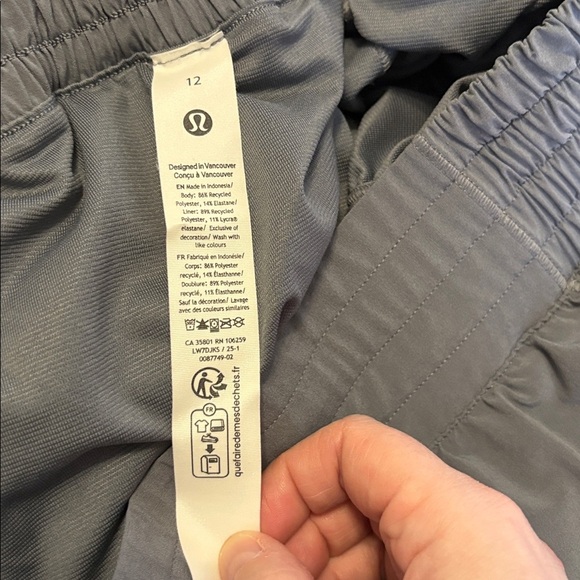 12
Designed in Vancouver
Conçu à Vancouver
EN Made in Indonesia/
Body: 86% Recycled
Polyester, 14% Elastane/
Liner: 89% Recycled
Polyester, 11% Lycra®
elastane/ Exclusive of
decoration/ Wash with
like colours
FR Fabriqué en Indonésie/
Corps: 86% Polyester
recyclé, 14% Élasthanne/
Doublure: 89% Polyester
recyclé, 11% Élasthanne/
Sauf la décoration/ Lavage
avec des couleurs similaires
CA 35801 RN 106259
LW7DJKS / 25-1
0087749-02
FR
quefairedemesdechets.fr